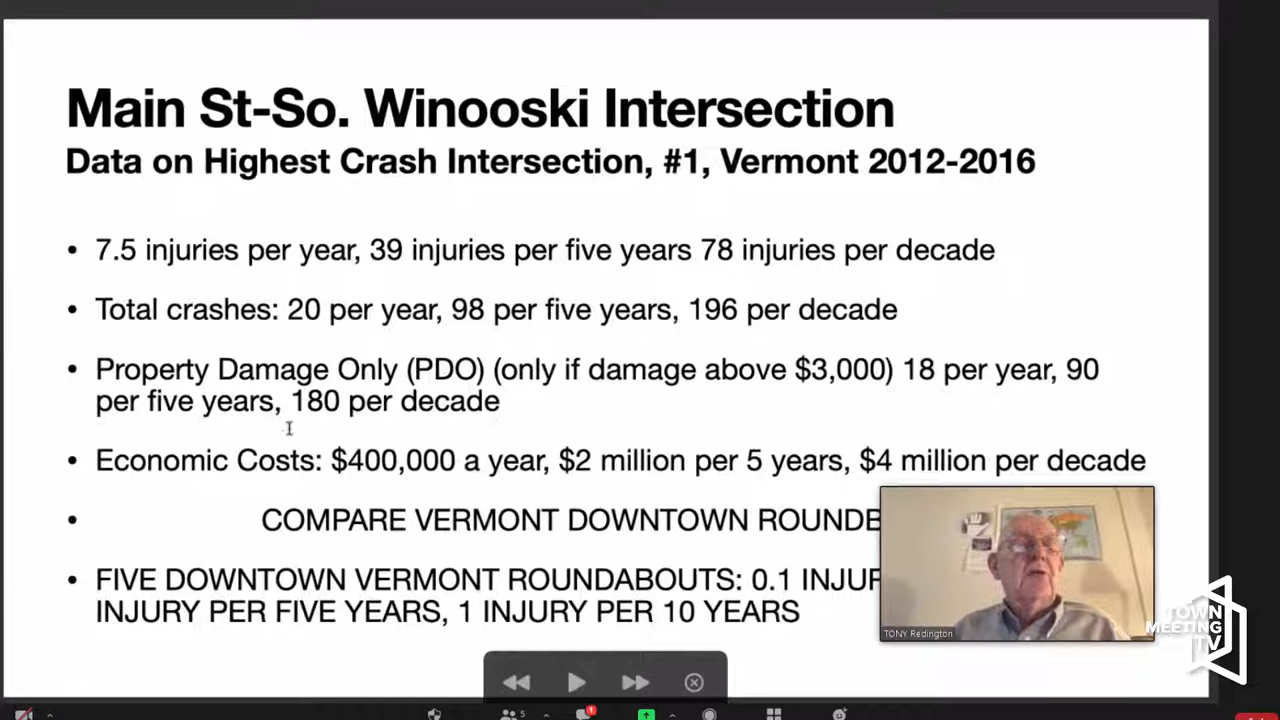 Main St-So. Winooski Intersection
Data on Highest Crash Intersection, #1, Vermont 2012-2016
• 7.5 injuries per year, 39 injuries per five years 78 injuries per decade
• Total crashes: 20 per year, 98 per five years, 196 per decade
• Property Damage Only (PDO) (only if damage above $3,000) 18 per year, 90
per five years, 180 per decade
• Economic Costs: $400,000 a year, $2 million per 5 years, $4 million per decade
• COMPARE VERMONT DOWNTOWN
• FIVE DOWNTOWN VERMONT ROUNDABOUTS: 0.1
INJURY PER FIVE YEARS, 1 INJURY PER 10 YEARS
TONY Redington
TOWN
MEETING
TV
5
1